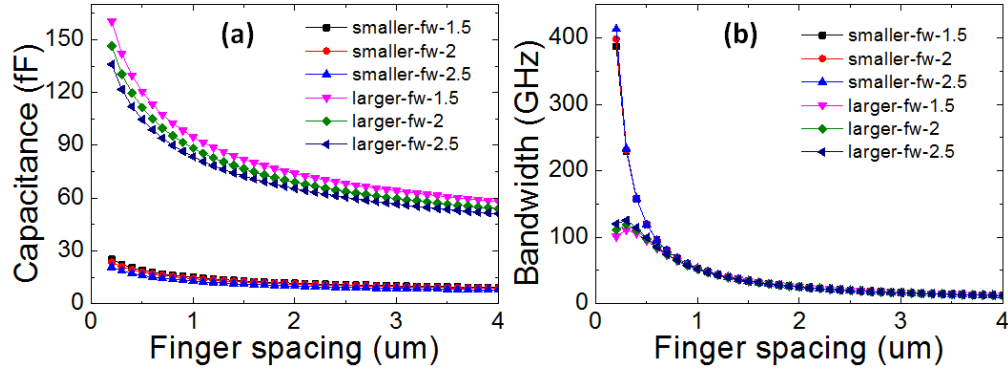 (a)
smaller-fw-1.5
smaller-fw-2
smaller-fw-2.5
larger-fw-1.5
larger-fw-2
larger-fw-2.5
Capacitance (fF)
150
120
90
60
30
0
0 1 2 3 4
Finger spacing (um)
(b)
smaller-fw-1.5
smaller-fw-2
smaller-fw-2.5
larger-fw-1.5
larger-fw-2
larger-fw-2.5
Bandwidth (GHz)
400
300
200
100
0
0 1 2 3 4
Finger spacing (um)